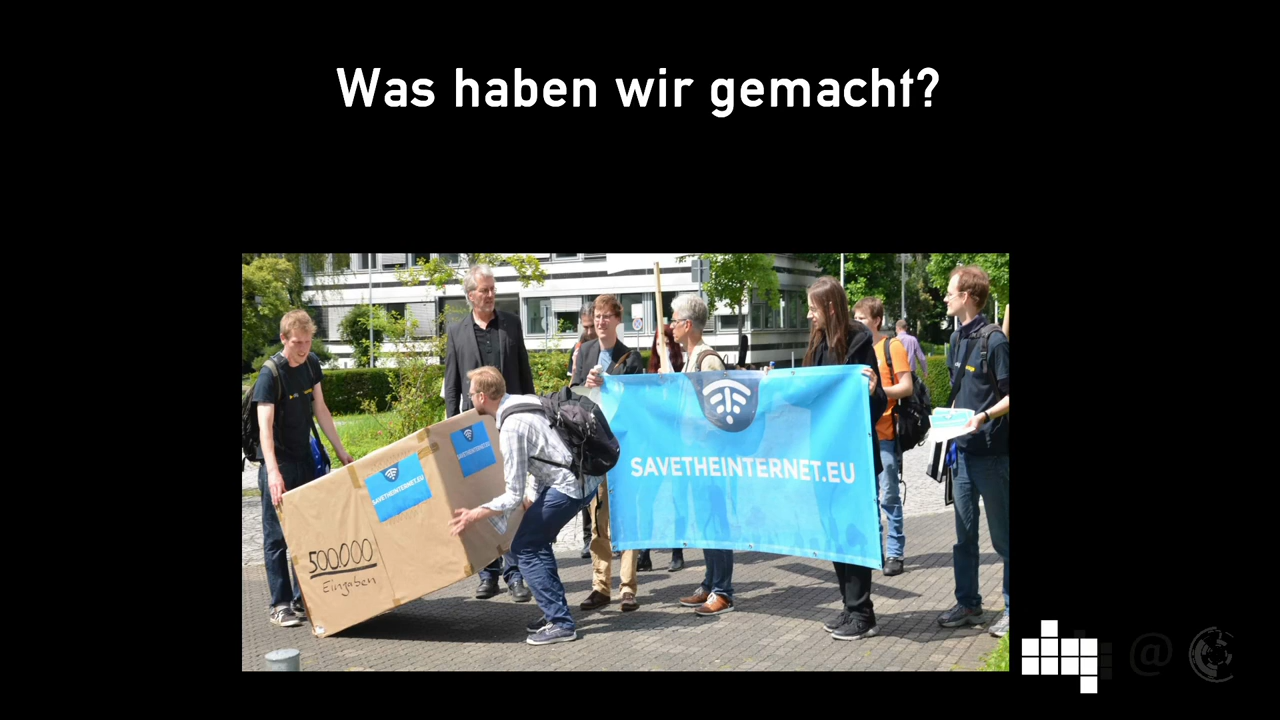 Was haben wir gemacht?
SAVETHEINTERNET.EU
SAVETHEINTERNET.EU
SAVETHEINTERNET.EU
500.000
Eingaben
@